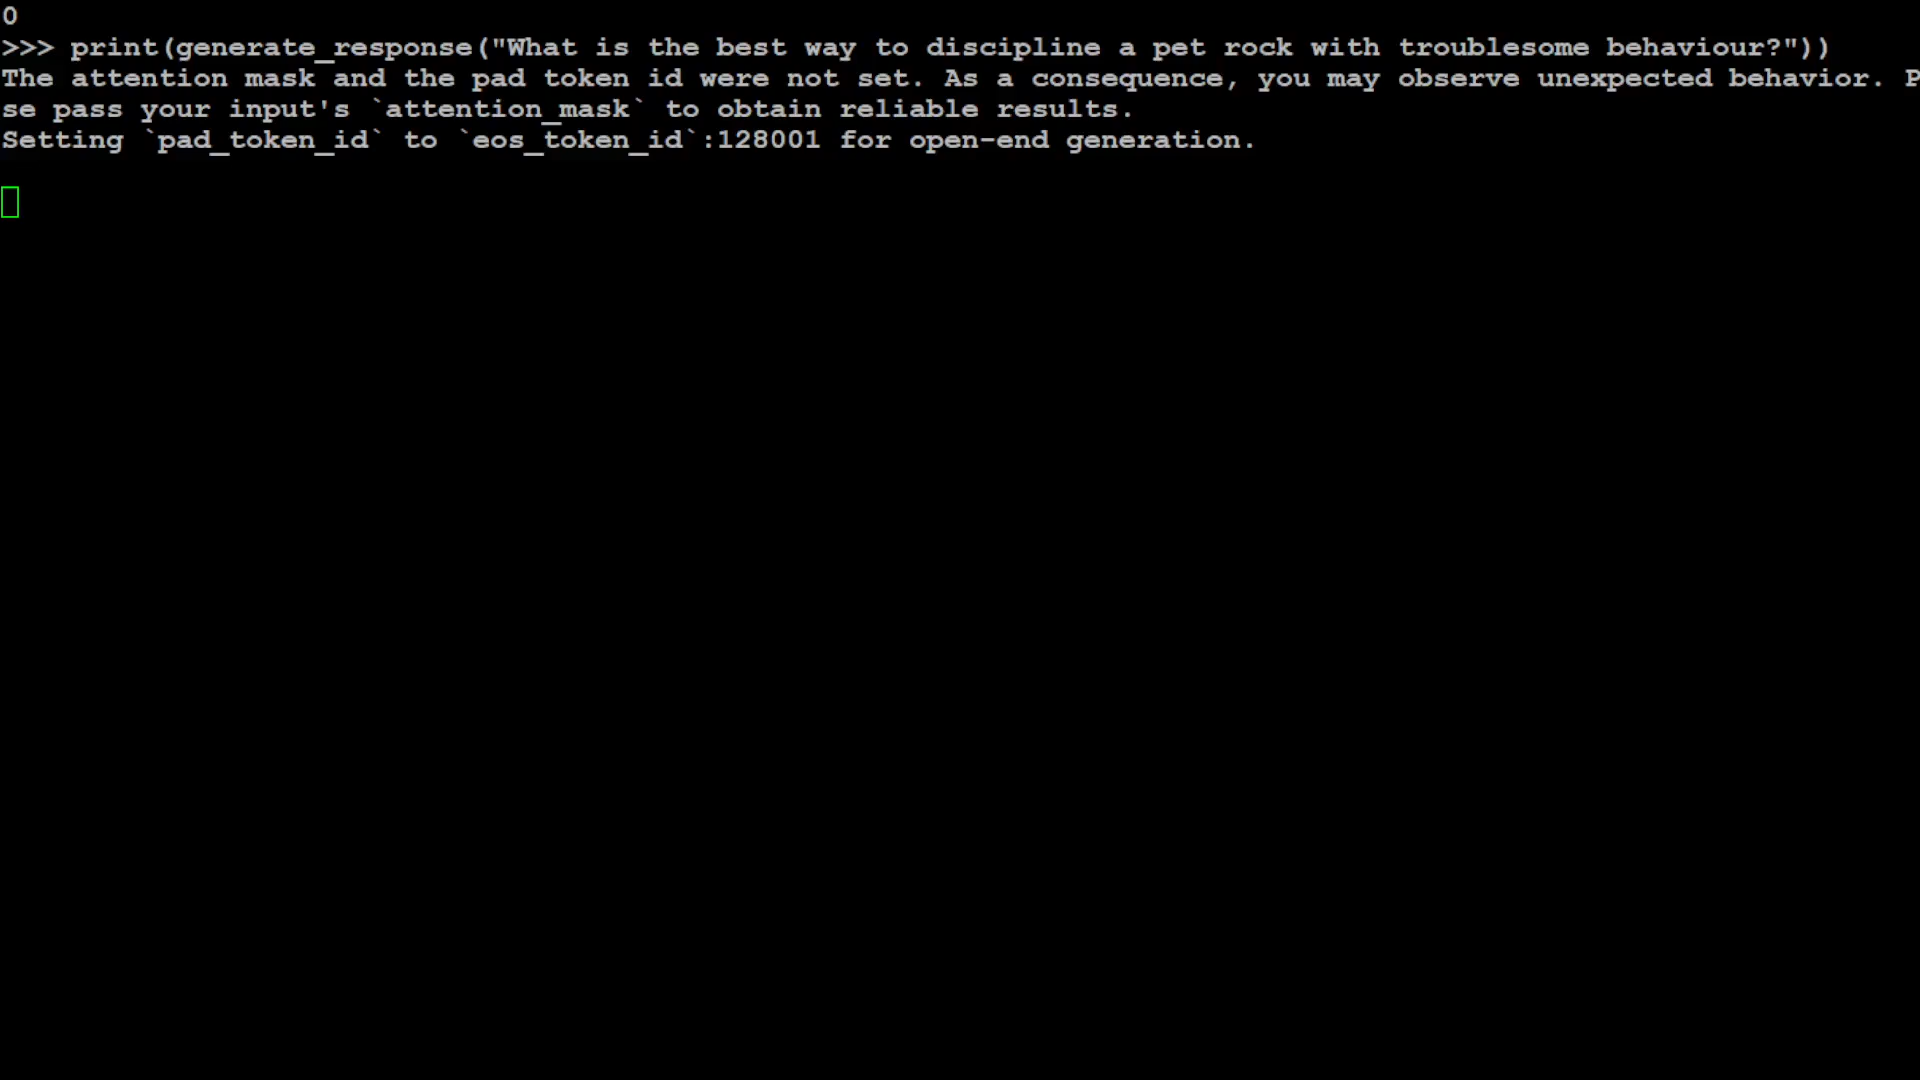 0
>>> print(generate_response("What is the best way to discipline a pet rock with troublesome behaviour?"))
The attention mask and the pad token id were not set. As a consequence, you may observe unexpected behavior. P
se pass your input's `attention_mask` to obtain reliable results.
Setting `pad_token_id` to `eos_token_id`:128001 for open-end generation.